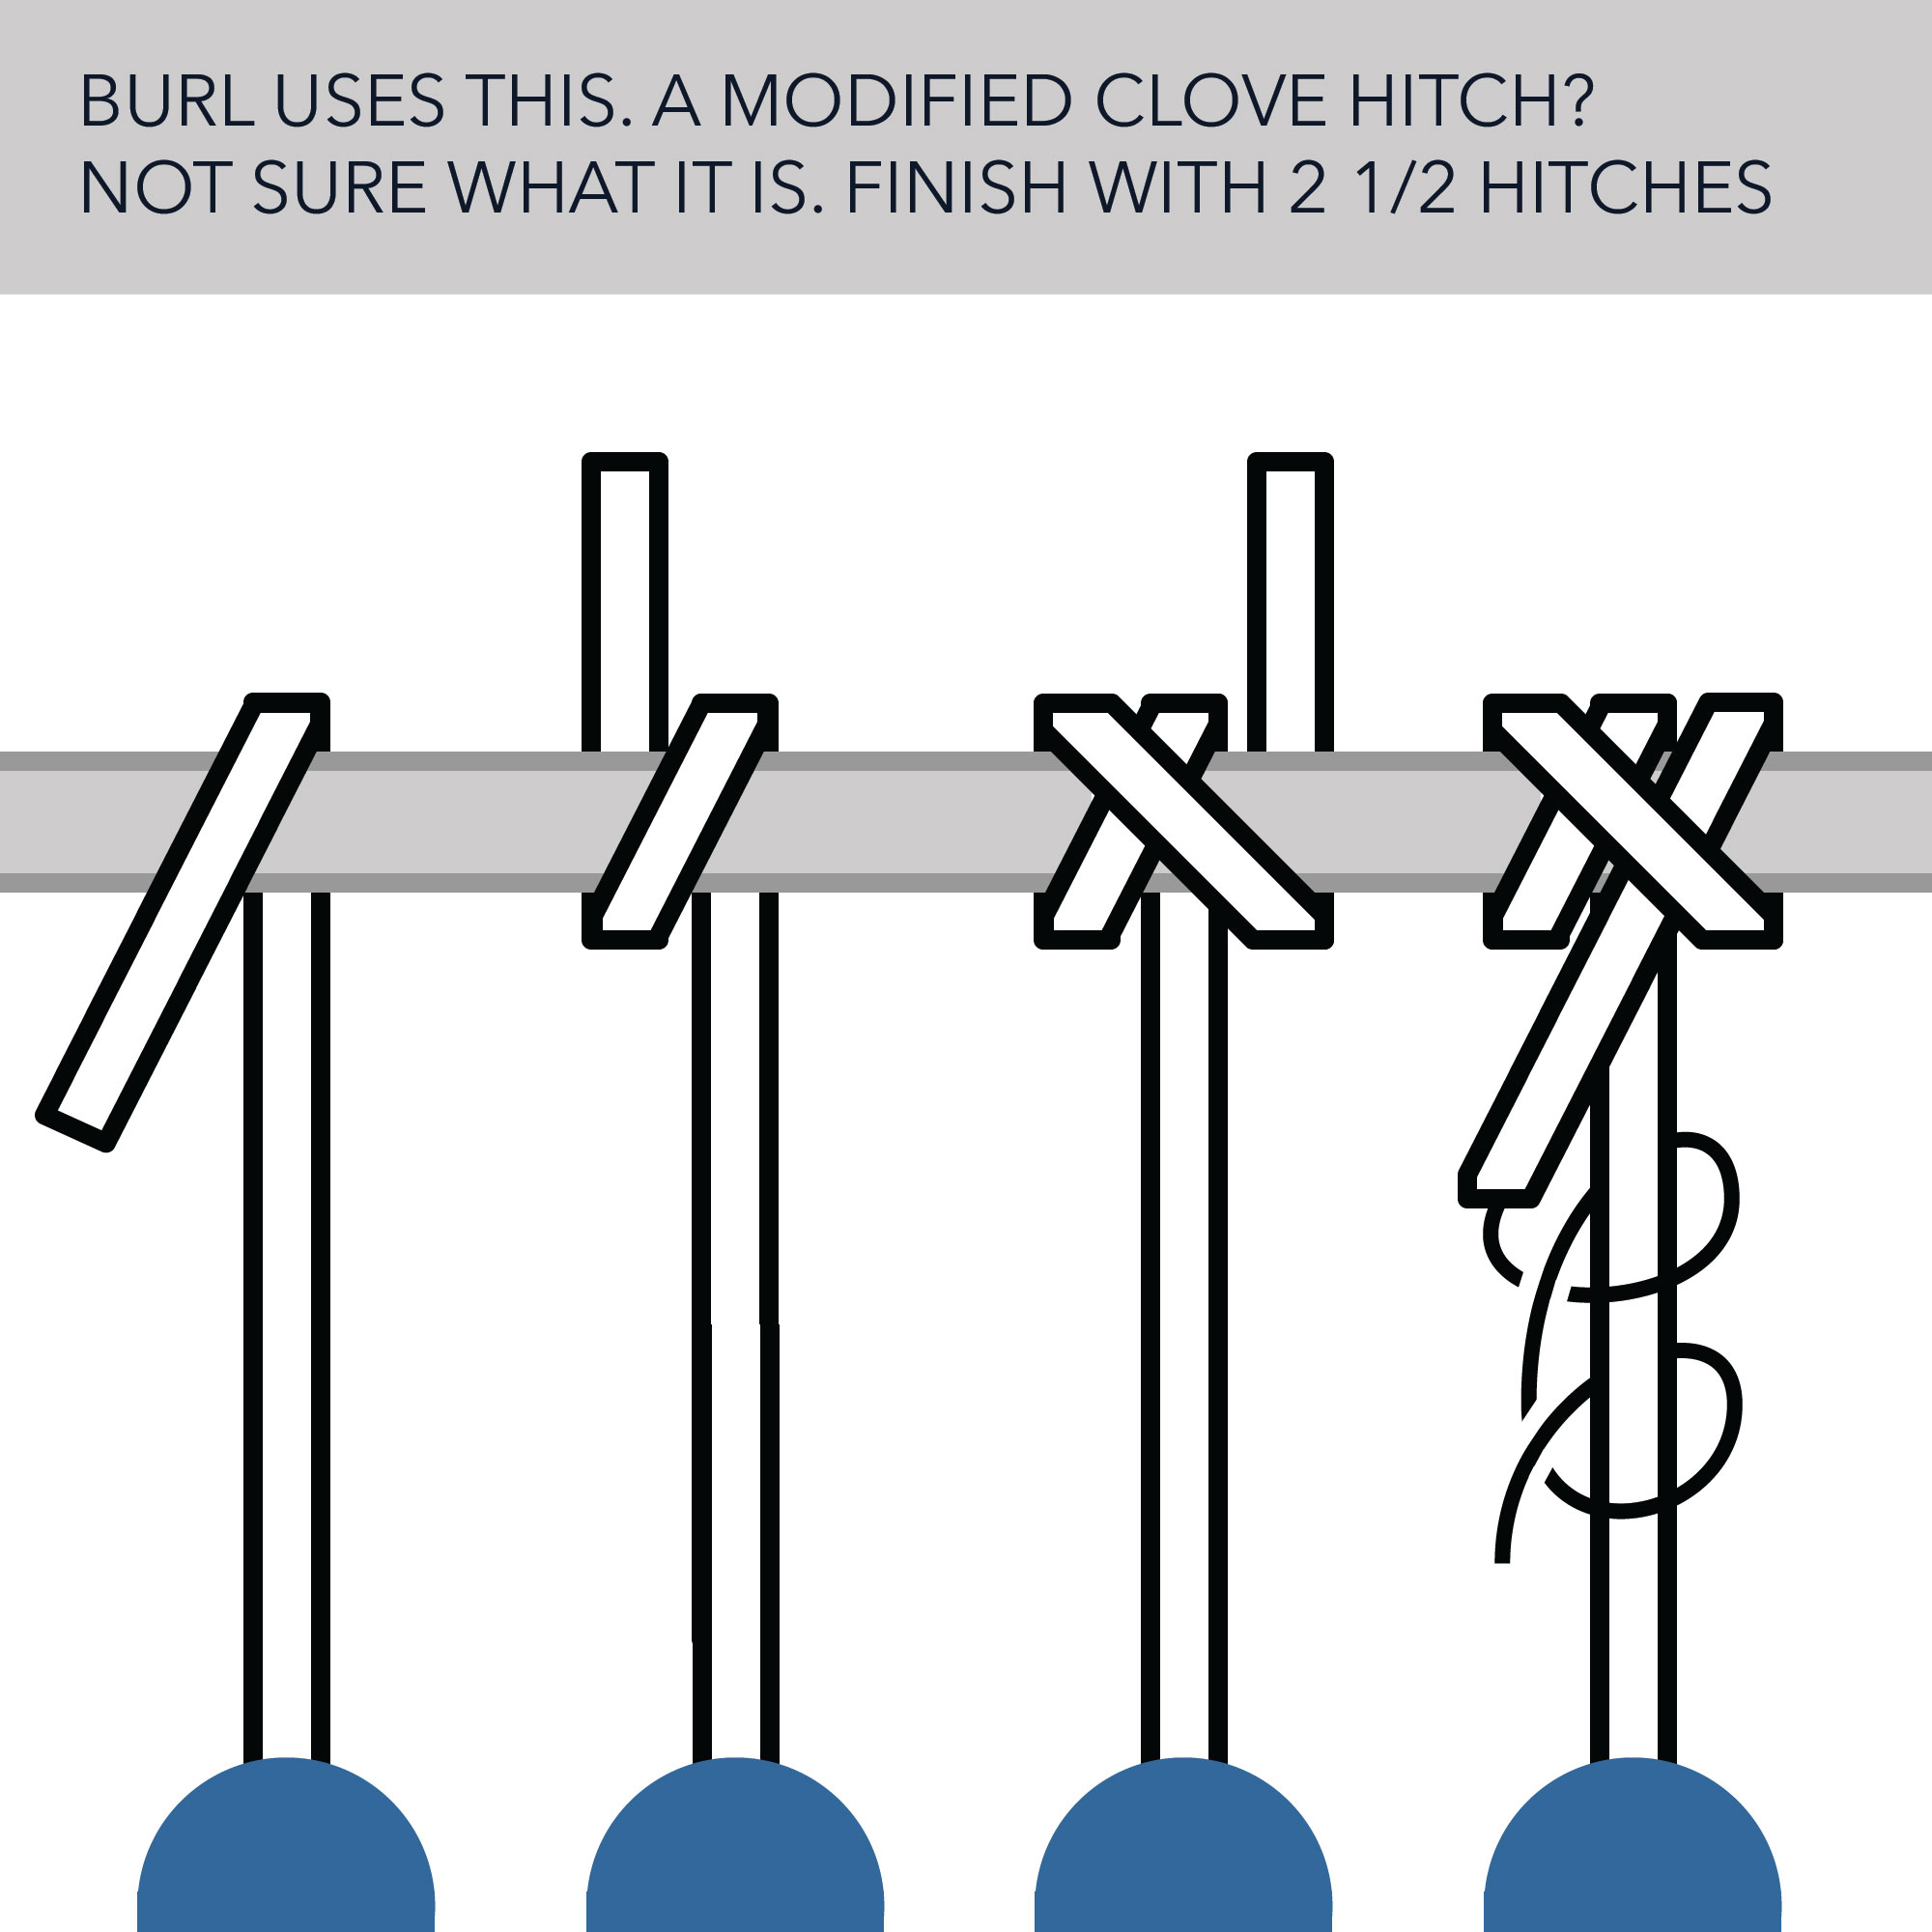 BURL USES THIS. A MODIFIED CLOVE HITCH?
NOT SURE WHAT IT IS. FINISH WITH 2 1/2 HITCHES